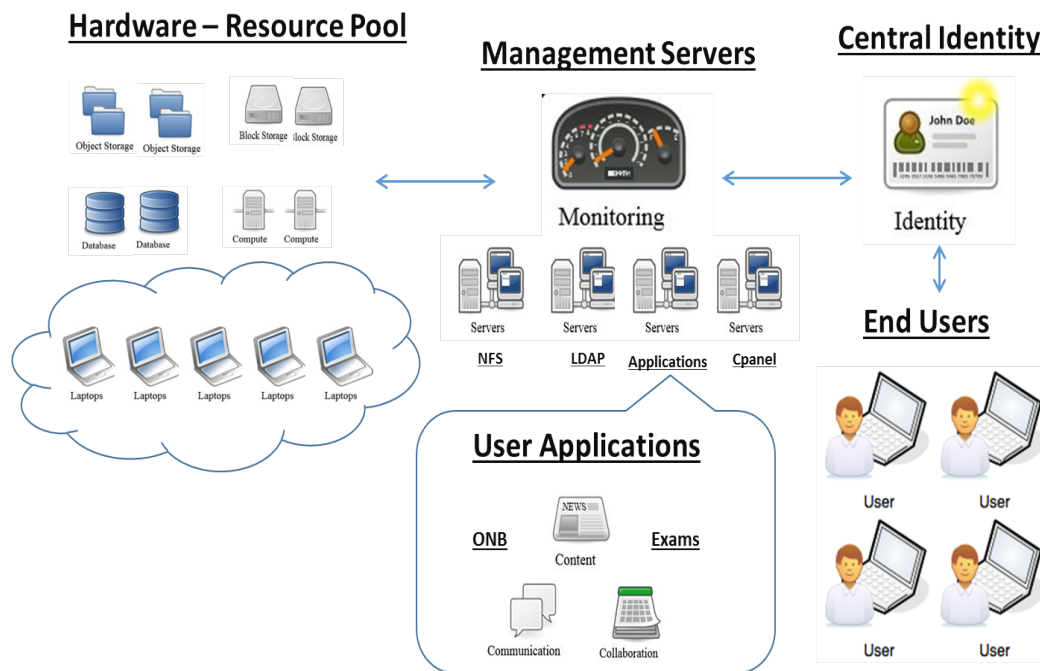 Hardware – Resource Pool
Management Servers
Central Identity
Object Storage
Object Storage
Block Storage
lock Storage
Database
Database
Compute
Compute
Monitoring
John Doe
Identity
Servers
Servers
Servers
Servers
NFS
LDAP
Applications
Cpanel
Laptops
Laptops
Laptops
Laptops
Laptops
End Users
User
User
User
User
User Applications
NEWS
ONB
Content
Exams
Communication
Collaboration